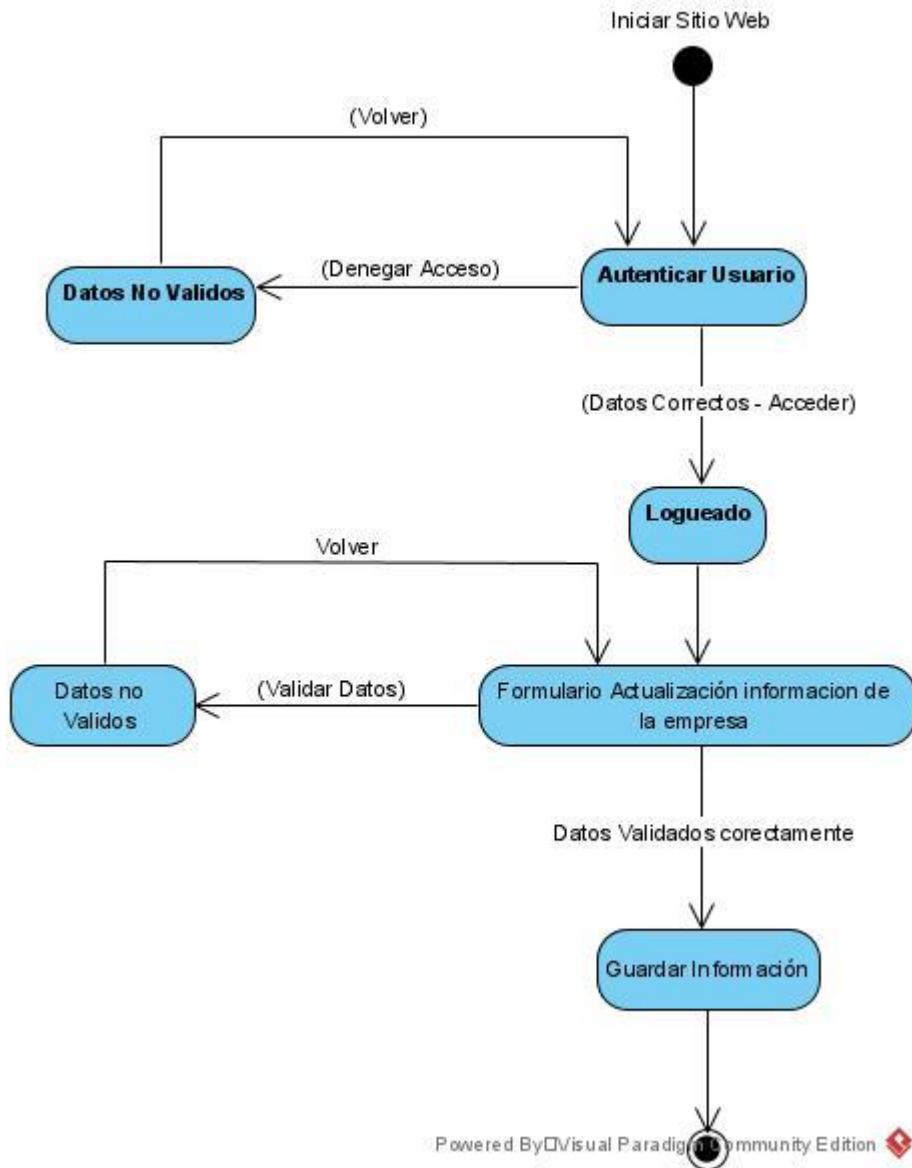 Iniciar Sitio Web
(Volver)
(Denegar Acceso)
Datos No Validos
Autenticar Usuario
(Datos Correctos - Acceder)
Logueado
Volver
(Validar Datos)
Datos no
Validos
Formulario Actualización informacion de
la empresa
Datos Validados corectamente
Guardar Información
Powered By□Visual Paradigm Community Edition